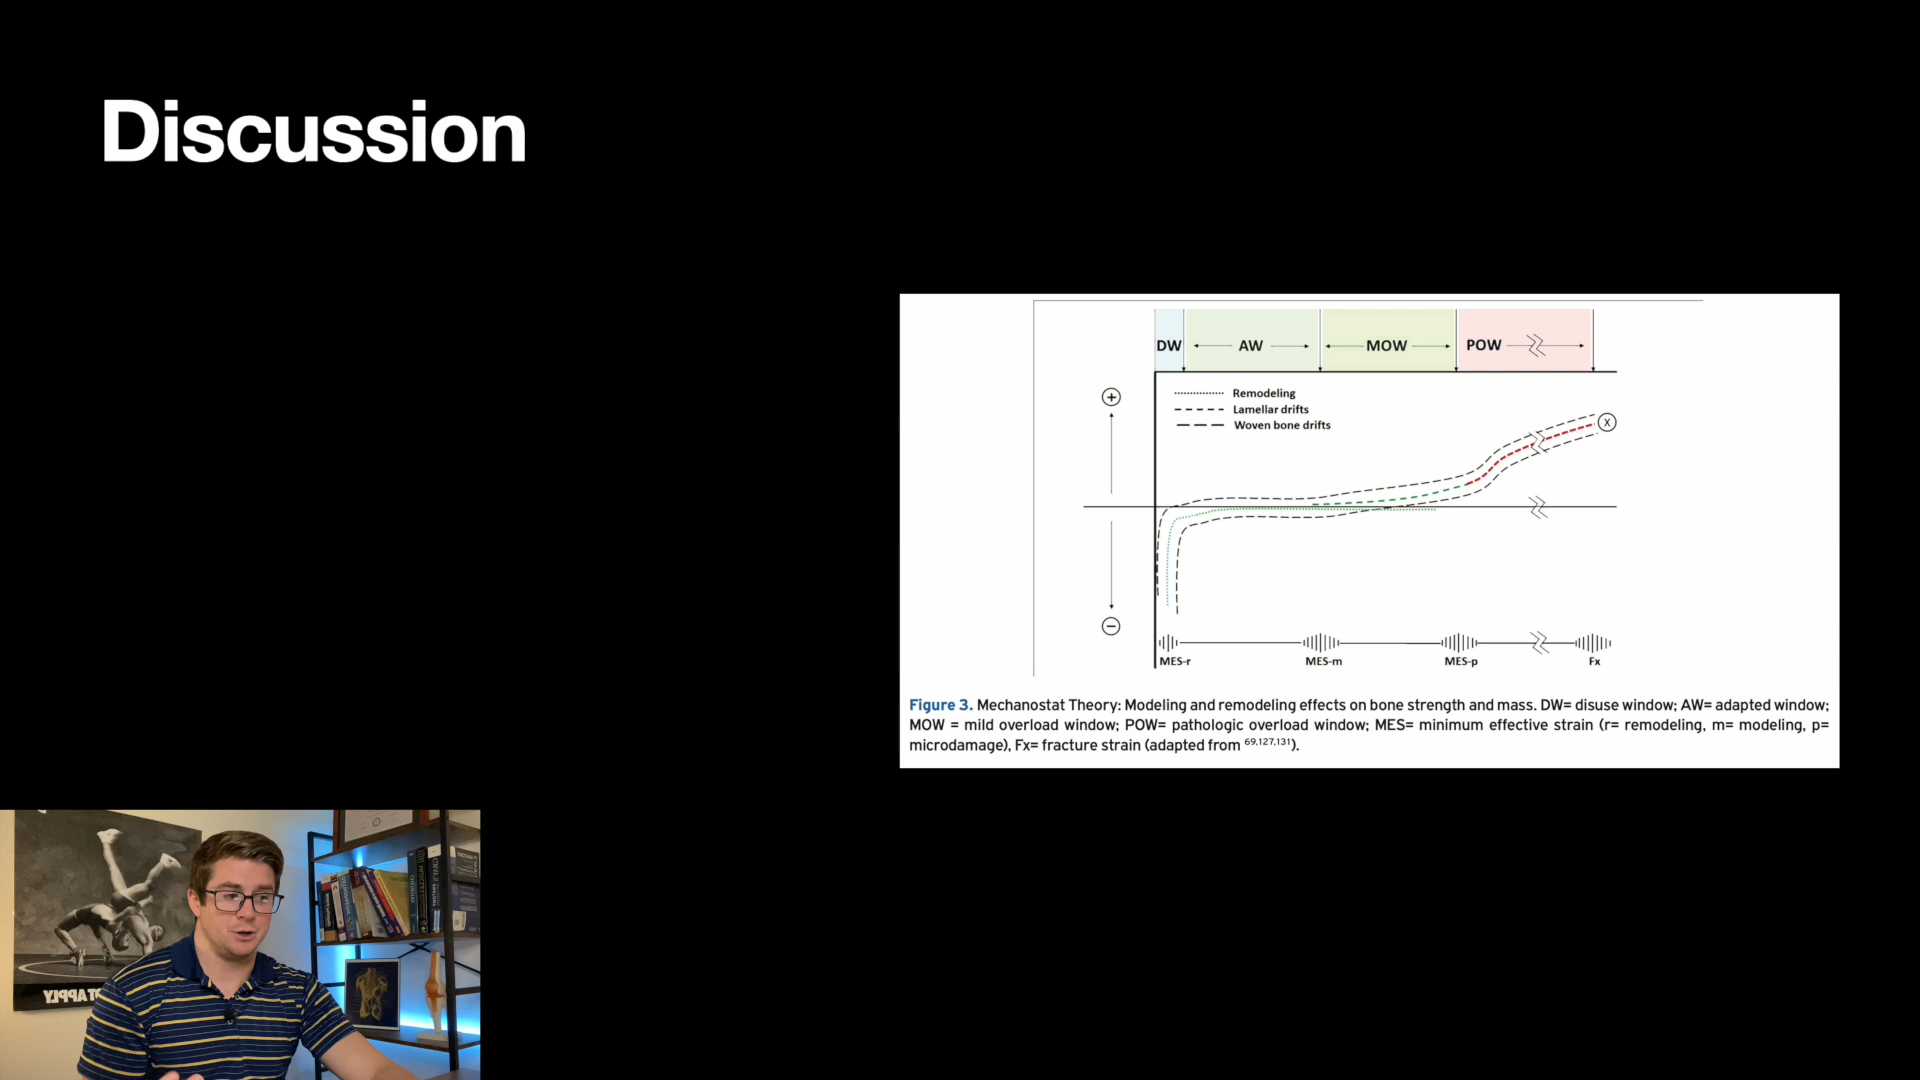 Discussion
DW AW MOW POW
Remodeling
Lamellar drifts
Woven bone drifts
+
X
−
MES-r MES-m MES-p Fx
Figure 3. Mechanostat Theory: Modeling and remodeling effects on bone strength and mass. DW= disuse window; AW= adapted window;
MOW = mild overload window; POW= pathologic overload window; MES= minimum effective strain (r= remodeling, m= modeling, p=
microdamage), Fx= fracture strain (adapted from 69,127,131).